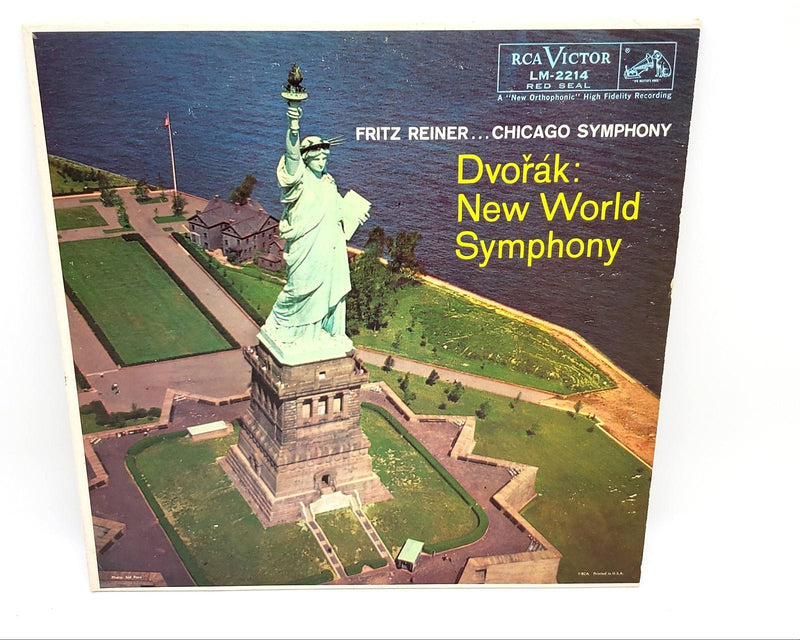 RCA VICTOR
LM-2214
RED SEAL
"HIS MASTER'S VOICE"
A "New Orthophonic" High Fidelity Recording
FRITZ REINER...CHICAGO SYMPHONY
Dvořák:
New World
Symphony
Printed in U.S.A.